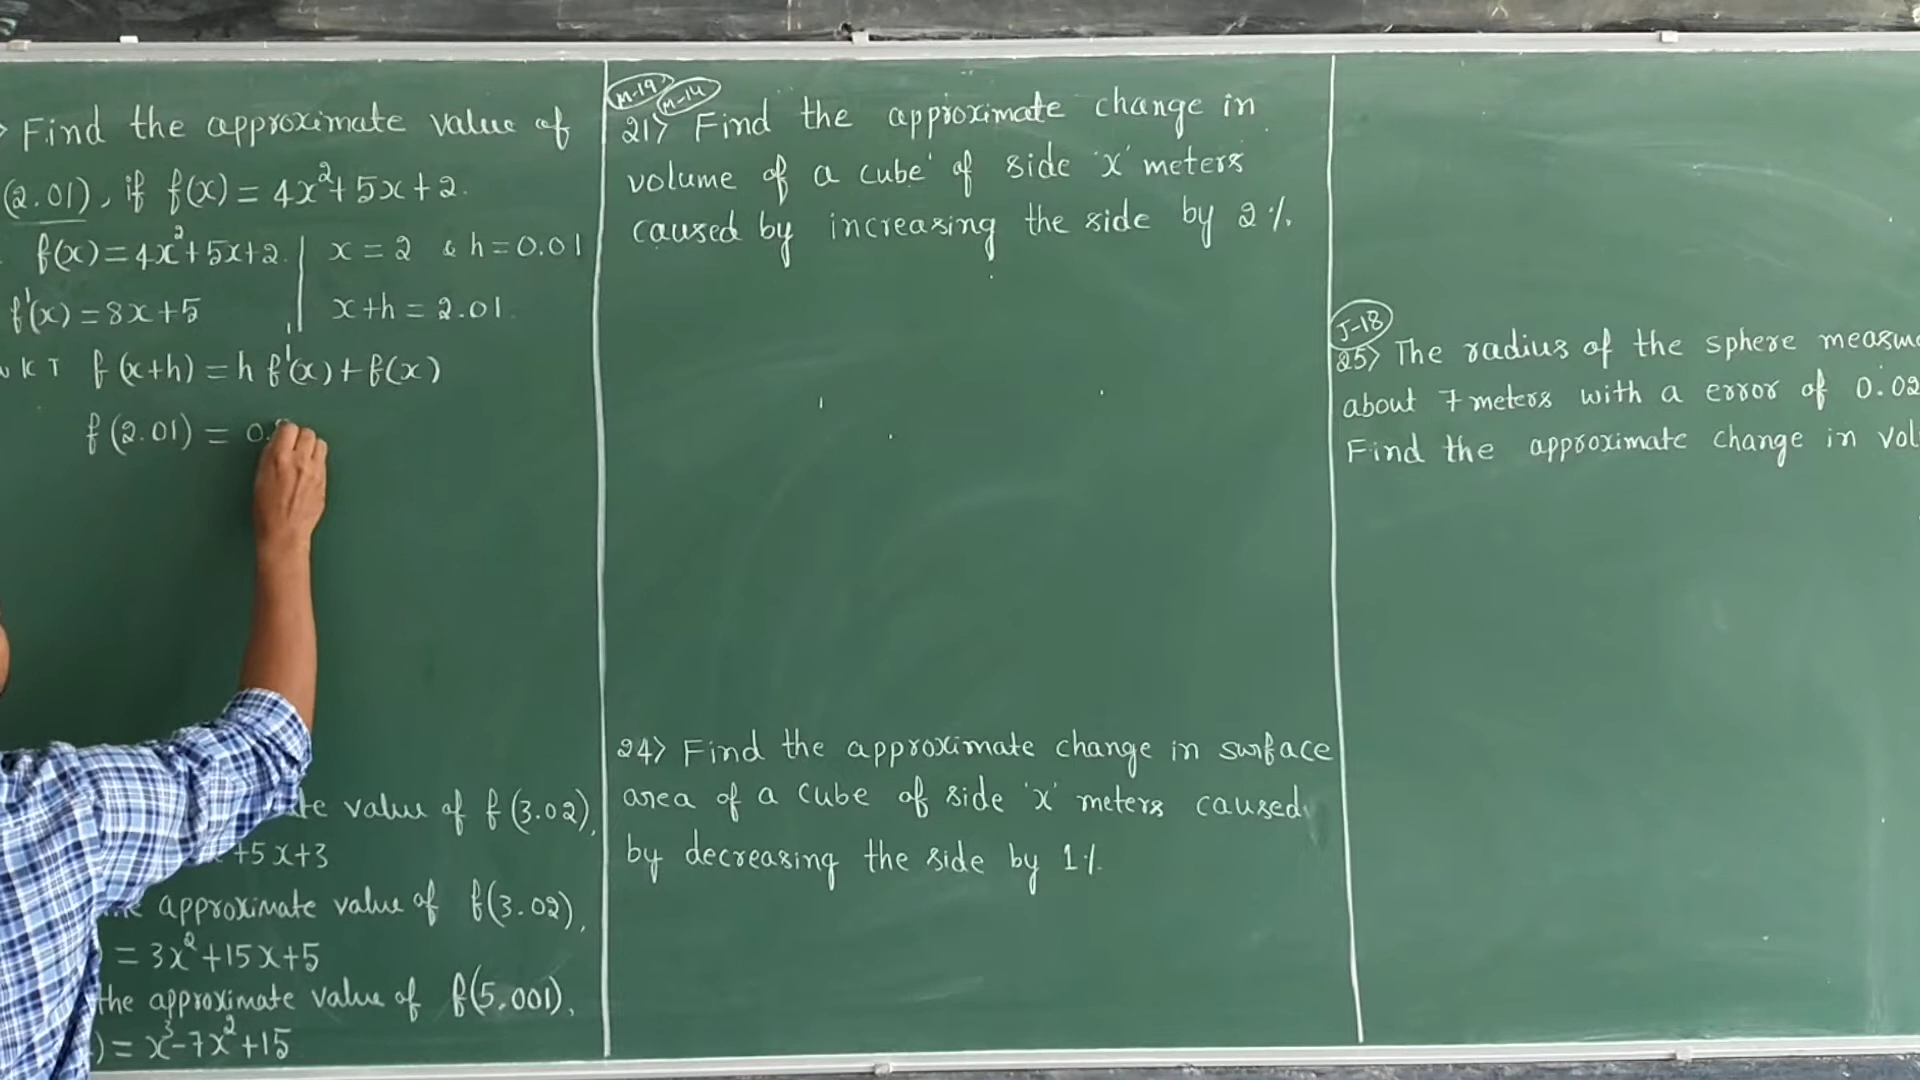 Find the approximate value of
(2.01), if f(x) = 4x²+5x+2.
f(x) = 4x²+5x+2. | x = 2 & h = 0.01
f'(x) = 8x+5 | x+h = 2.01
K T f(x+h) = h f'(x) + f(x)
f(2.01) = 0.
value of f(3.02),
+5x+3
approximate value of f(3.02),
= 3x²+15x+5
the approximate value of f(5.001),
) = x³-7x²+15
M-19 M-14
21> Find the approximate change in
volume of a cube of side 'x' meters
caused by increasing the side by 2%.
24> Find the approximate change in surface
area of a cube of side 'x' meters caused
by decreasing the side by 1%.
J-18
25> The radius of the sphere
about 7 meters with a error of 0.02
Find the approximate change in